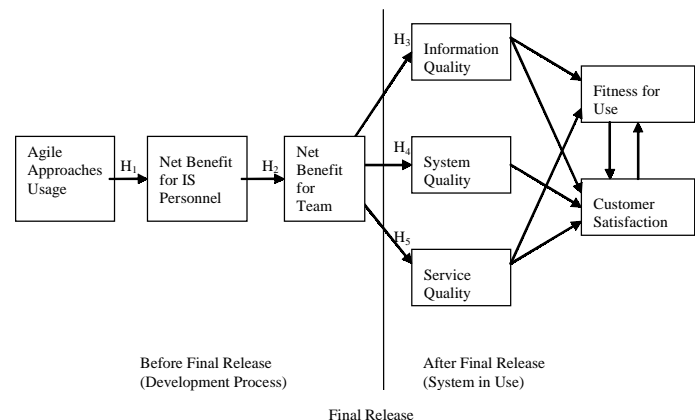 Agile
Approaches
Usage
H1
Net Benefit
for IS
Personnel
H2
Net
Benefit
for
Team
H3
Information
Quality
H4
System
Quality
H5
Service
Quality
Fitness for
Use
Customer
Satisfaction
Before Final Release
(Development Process)
After Final Release
(System in Use)
Final Release